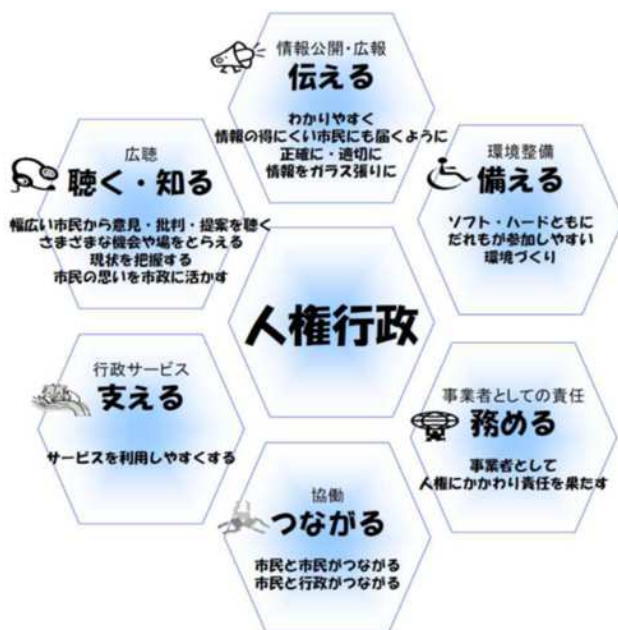 情報公開・広報
伝える
わかりやすく
情報の得にくい市民にも届くように
正確に・適切に
情報をガラス張りに
広聴
聴く・知る
幅広い市民から意見・批判・提案を聴く
さまざまな機会や場をとらえる
現状を把握する
市民の思いを市政に活かす
環境整備
備える
ソフト・ハードともに
だれもが参加しやすい
環境づくり
人権行政
行政サービス
支える
サービスを利用しやすくする
事業者としての責任
務める
事業者として
人権にかかわり責任を果たす
協働
つながる
市民と市民がつながる
市民と行政がつながる